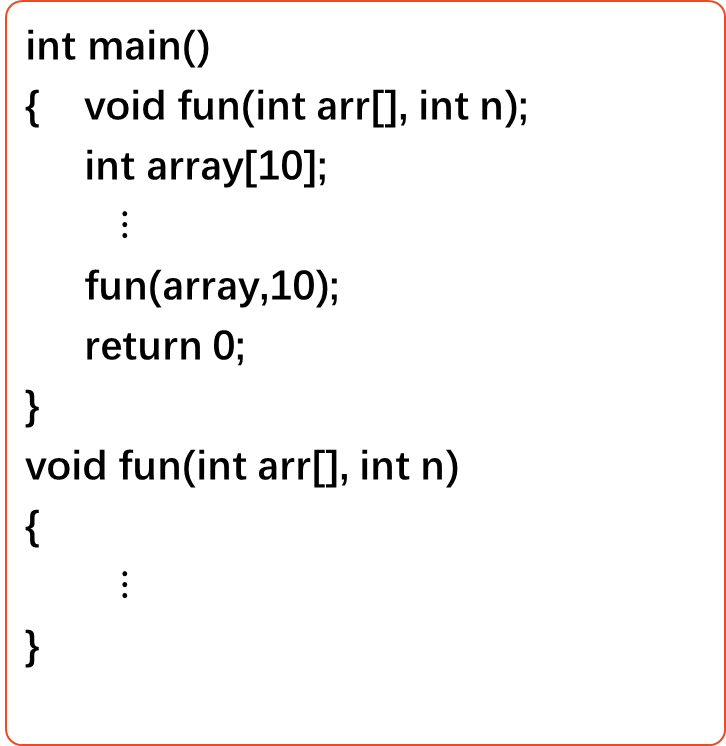 int main()
{ void fun(int arr[], int n);
int array[10];
⋮
fun(array,10);
return 0;
}
void fun(int arr[], int n)
{
⋮
}